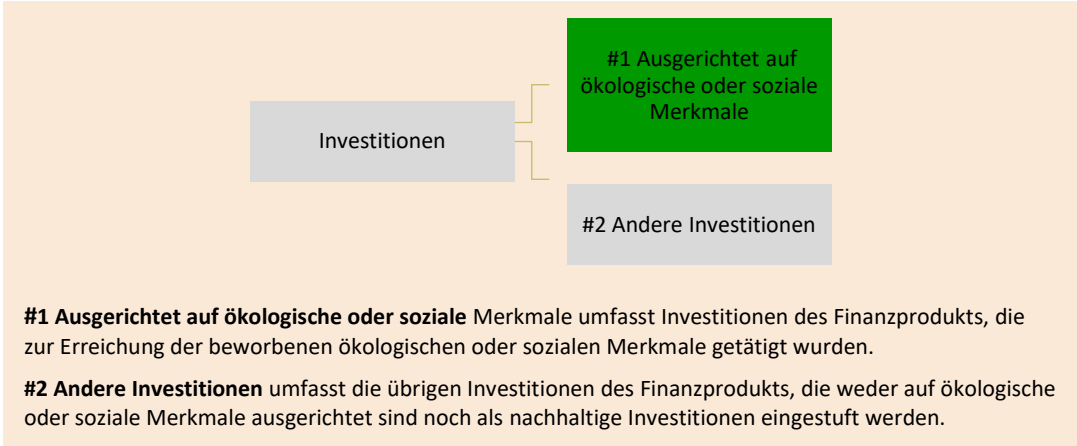 #1 Ausgerichtet auf
ökologische oder soziale
Merkmale
Investitionen
#2 Andere Investitionen
#1 Ausgerichtet auf ökologische oder soziale Merkmale umfasst Investitionen des Finanzprodukts, die
zur Erreichung der beworbenen ökologischen oder sozialen Merkmale getätigt wurden.
#2 Andere Investitionen umfasst die übrigen Investitionen des Finanzprodukts, die weder auf ökologische
oder soziale Merkmale ausgerichtet sind noch als nachhaltige Investitionen eingestuft werden.